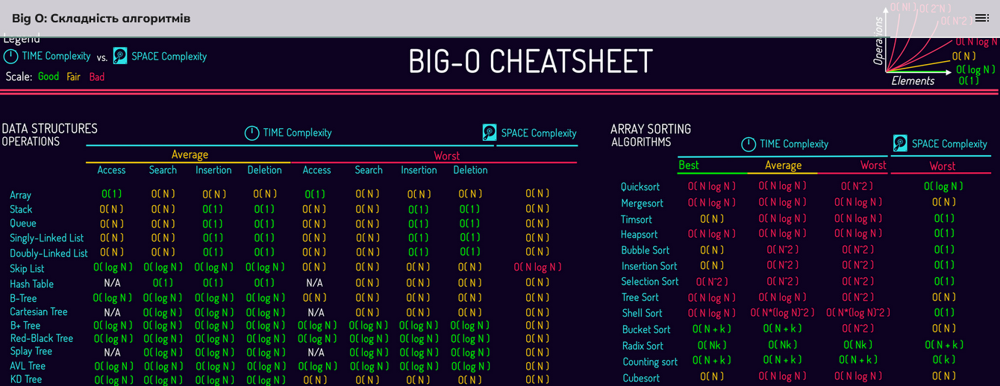 Big O: Складність алгоритмів
O( N! ) O( 2^N )
O( N^2 )
Legend
TIME Complexity vs. SPACE Complexity
Scale: Good Fair Bad
BIG-O CHEATSHEET
Operations
O( N log N )
O( N )
O( log N )
O( 1 )
Elements
DATA STRUCTURES
OPERATIONS
TIME Complexity SPACE Complexity
Average Worst
Access Search Insertion Deletion Access Search Insertion Deletion
Array O( 1 ) O( N ) O( N ) O( N ) O( 1 ) O( N ) O( N ) O( N ) O( N )
Stack O( N ) O( N ) O( 1 ) O( 1 ) O( N ) O( N ) O( 1 ) O( 1 ) O( N )
Queue O( N ) O( N ) O( 1 ) O( 1 ) O( N ) O( N ) O( 1 ) O( 1 ) O( N )
Singly-Linked List O( N ) O( N ) O( 1 ) O( 1 ) O( N ) O( N ) O( 1 ) O( 1 ) O( N )
Doubly-Linked List O( N ) O( N ) O( 1 ) O( 1 ) O( N ) O( N ) O( 1 ) O( 1 ) O( N )
Skip List O( log N ) O( log N ) O( log N ) O( log N ) O( N ) O( N ) O( N ) O( N ) O( N log N )
Hash Table N/A O( 1 ) O( 1 ) O( 1 ) N/A O( N ) O( N ) O( N ) O( N )
B-Tree O( log N ) O( log N ) O( log N ) O( log N ) O( N ) O( N ) O( N ) O( N ) O( N )
Cartesian Tree N/A O( log N ) O( log N ) O( log N ) N/A O( N ) O( N ) O( N ) O( N )
B+ Tree O( log N ) O( log N ) O( log N ) O( log N ) O( log N ) O( log N ) O( log N ) O( log N ) O( N )
Red-Black Tree O( log N ) O( log N ) O( log N ) O( log N ) O( log N ) O( log N ) O( log N ) O( log N ) O( N )
Splay Tree N/A O( log N ) O( log N ) O( log N ) N/A O( log N ) O( log N ) O( log N ) O( N )
AVL Tree O( log N ) O( log N ) O( log N ) O( log N ) O( log N ) O( log N ) O( log N ) O( log N ) O( N )
KD Tree O( log N ) O( log N ) O( log N ) O( log N ) O( N ) O( N ) O( N ) O( N ) O( N )
ARRAY SORTING
ALGORITHMS
TIME Complexity SPACE Complexity
Best Average Worst Worst
Quicksort O( N log N ) O( N log N ) O( N^2 ) O( log N )
Mergesort O( N log N ) O( N log N ) O( N log N ) O( N )
Timsort O( N ) O( N log N ) O( N log N ) O( 1 )
Heapsort O( N log N ) O( N log N ) O( N log N ) O( 1 )
Bubble Sort O( N ) O( N^2 ) O( N^2 ) O( 1 )
Insertion Sort O( N ) O( N^2 ) O( N^2 ) O( 1 )
Selection Sort O( N^2 ) O( N^2 ) O( N^2 ) O( 1 )
Tree Sort O( N log N ) O( N log N ) O( N^2 ) O( N )
Shell Sort O( N log N ) O( N*(log N)^2 ) O( N*(log N)^2 ) O( 1 )
Bucket Sort O( N + k ) O( N + k ) O( N^2 ) O( N )
Radix Sort O( Nk ) O( Nk ) O( Nk ) O( N + k )
Counting sort O( N + k ) O( N + k ) O( N + k ) O( k )
Cubesort O( N ) O( N log N ) O( N log N ) O( N )